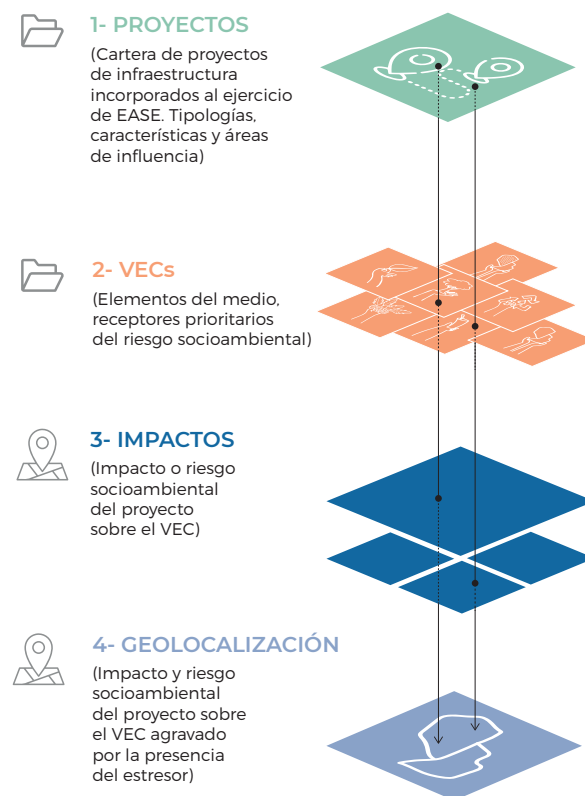 1- PROYECTOS
(Cartera de proyectos
de infraestructura
incorporados al ejercicio
de EASE. Tipologías,
características y áreas
de influencia)
2- VECs
(Elementos del medio,
receptores prioritarios
del riesgo socioambiental)
3- IMPACTOS
(Impacto o riesgo
socioambiental
del proyecto
sobre el VEC)
4- GEOLOCALIZACIÓN
(Impacto y riesgo
socioambiental
del proyecto sobre
el VEC agravado
por la presencia
del estresor)